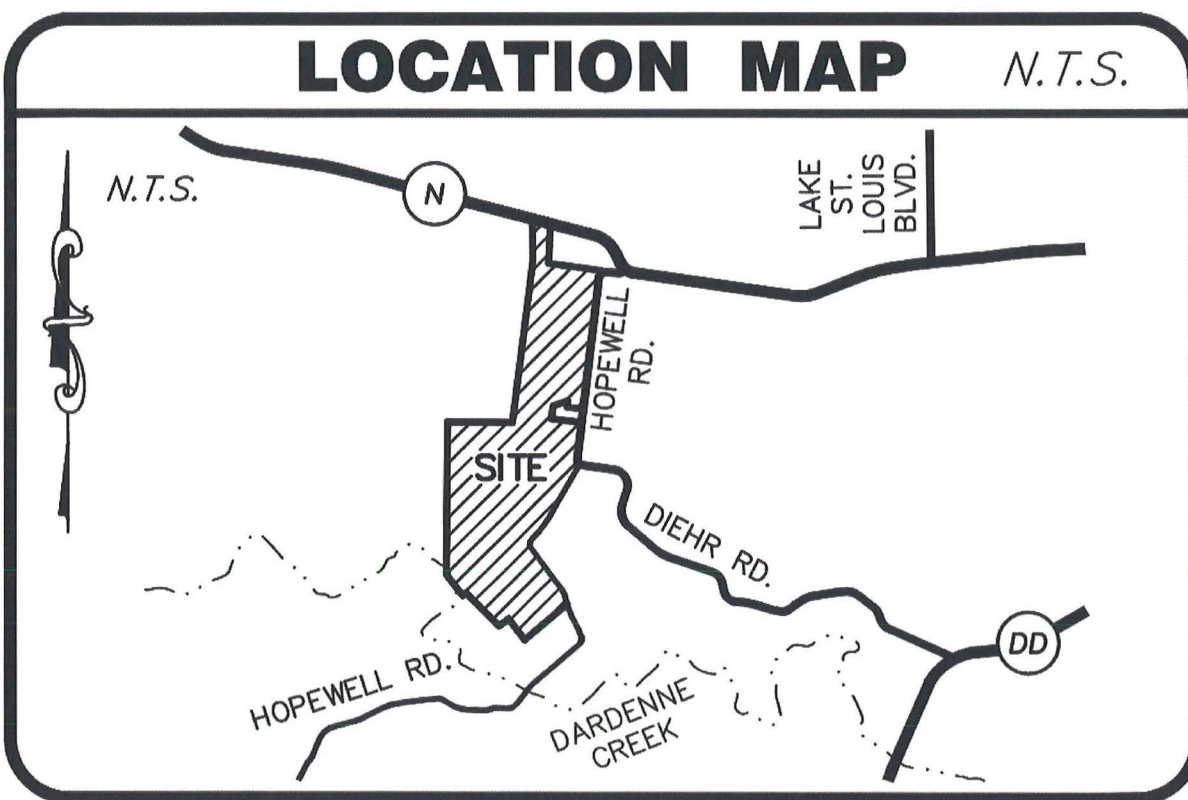 LOCATION MAP N.T.S.
N.T.S.
N
LAKE
ST.
LOUIS
BLVD.
HOPEWELL
RD.
SITE
DIEHR RD.
DD
HOPEWELL RD.
DARDENNE
CREEK